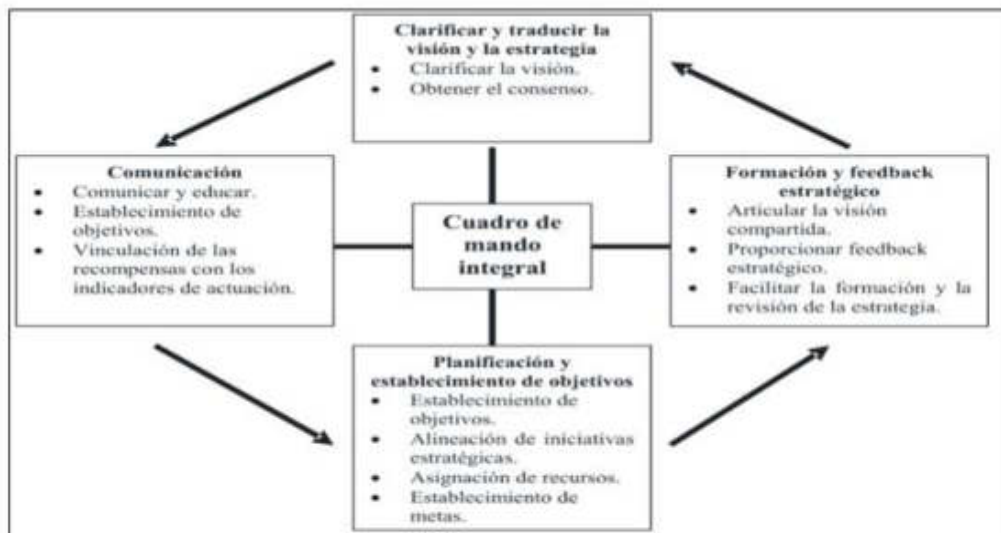 Clarificar y traducir la
visión y la estrategia
• Clarificar la visión.
• Obtener el consenso.
Comunicación
• Comunicar y educar.
• Establecimiento de
objetivos.
• Vinculación de las
recompensas con los
indicadores de actuación.
Cuadro de
mando
integral
Formación y feedback
estratégico
• Articular la visión
compartida.
• Proporcionar feedback
estratégico.
• Facilitar la formación y la
revisión de la estrategia.
Planificación y
establecimiento de objetivos
• Establecimiento de
objetivos.
• Alineación de iniciativas
estratégicas.
• Asignación de recursos.
• Establecimiento de
metas.